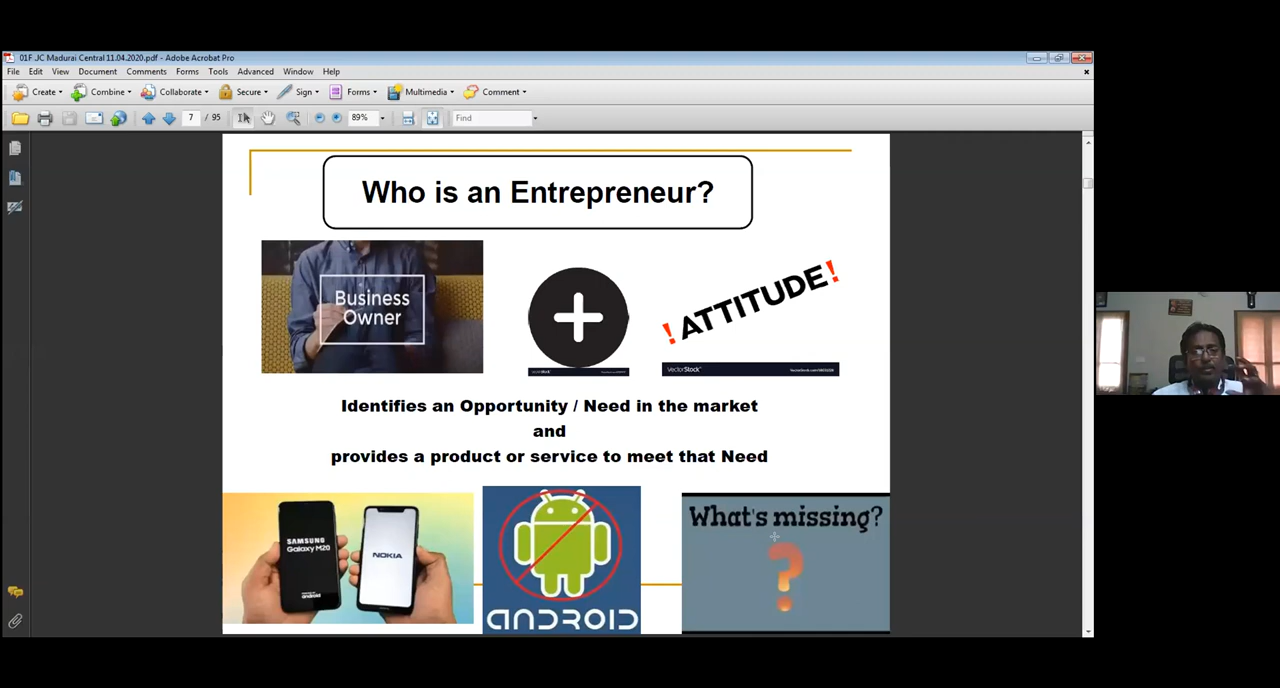 01F JC Madurai Central 11.04.2020.pdf - Adobe Acrobat Pro
File Edit View Document Comments Forms Tools Advanced Window Help
Create Combine Collaborate Secure Sign Forms Multimedia Comment
7 / 95 89% Find
Who is an Entrepreneur?
Business
Owner
! ATTITUDE!
VectorStock
Identifies an Opportunity / Need in the market
and
provides a product or service to meet that Need
SAMSUNG
Galaxy M20
android
NOKIA
ANDROID
What's missing?
?